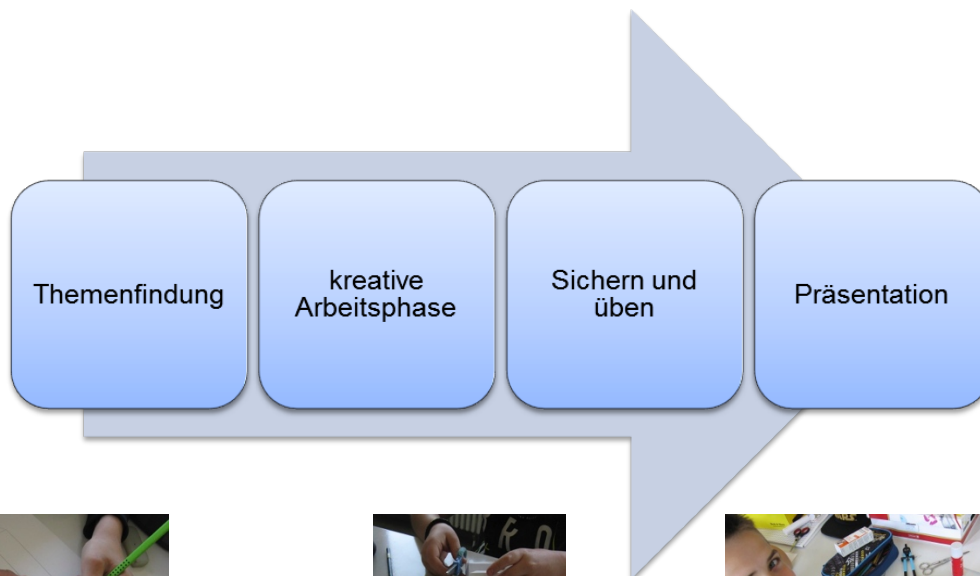 Themenfindung
kreative
Arbeitsphase
Sichern und
üben
Präsentation